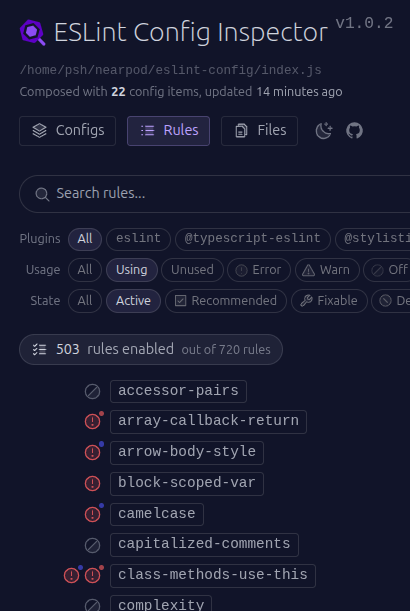 ESLint Config Inspector v1.0.2
/home/psh/nearpod/eslint-config/index.js
Composed with 22 config items, updated 14 minutes ago
Configs Rules Files
Search rules...
Plugins All eslint @typescript-eslint @stylisti
Usage All Using Unused Error Warn Off
State All Active Recommended Fixable De
503 rules enabled out of 720 rules
accessor-pairs
array-callback-return
arrow-body-style
block-scoped-var
camelcase
capitalized-comments
class-methods-use-this
complexity